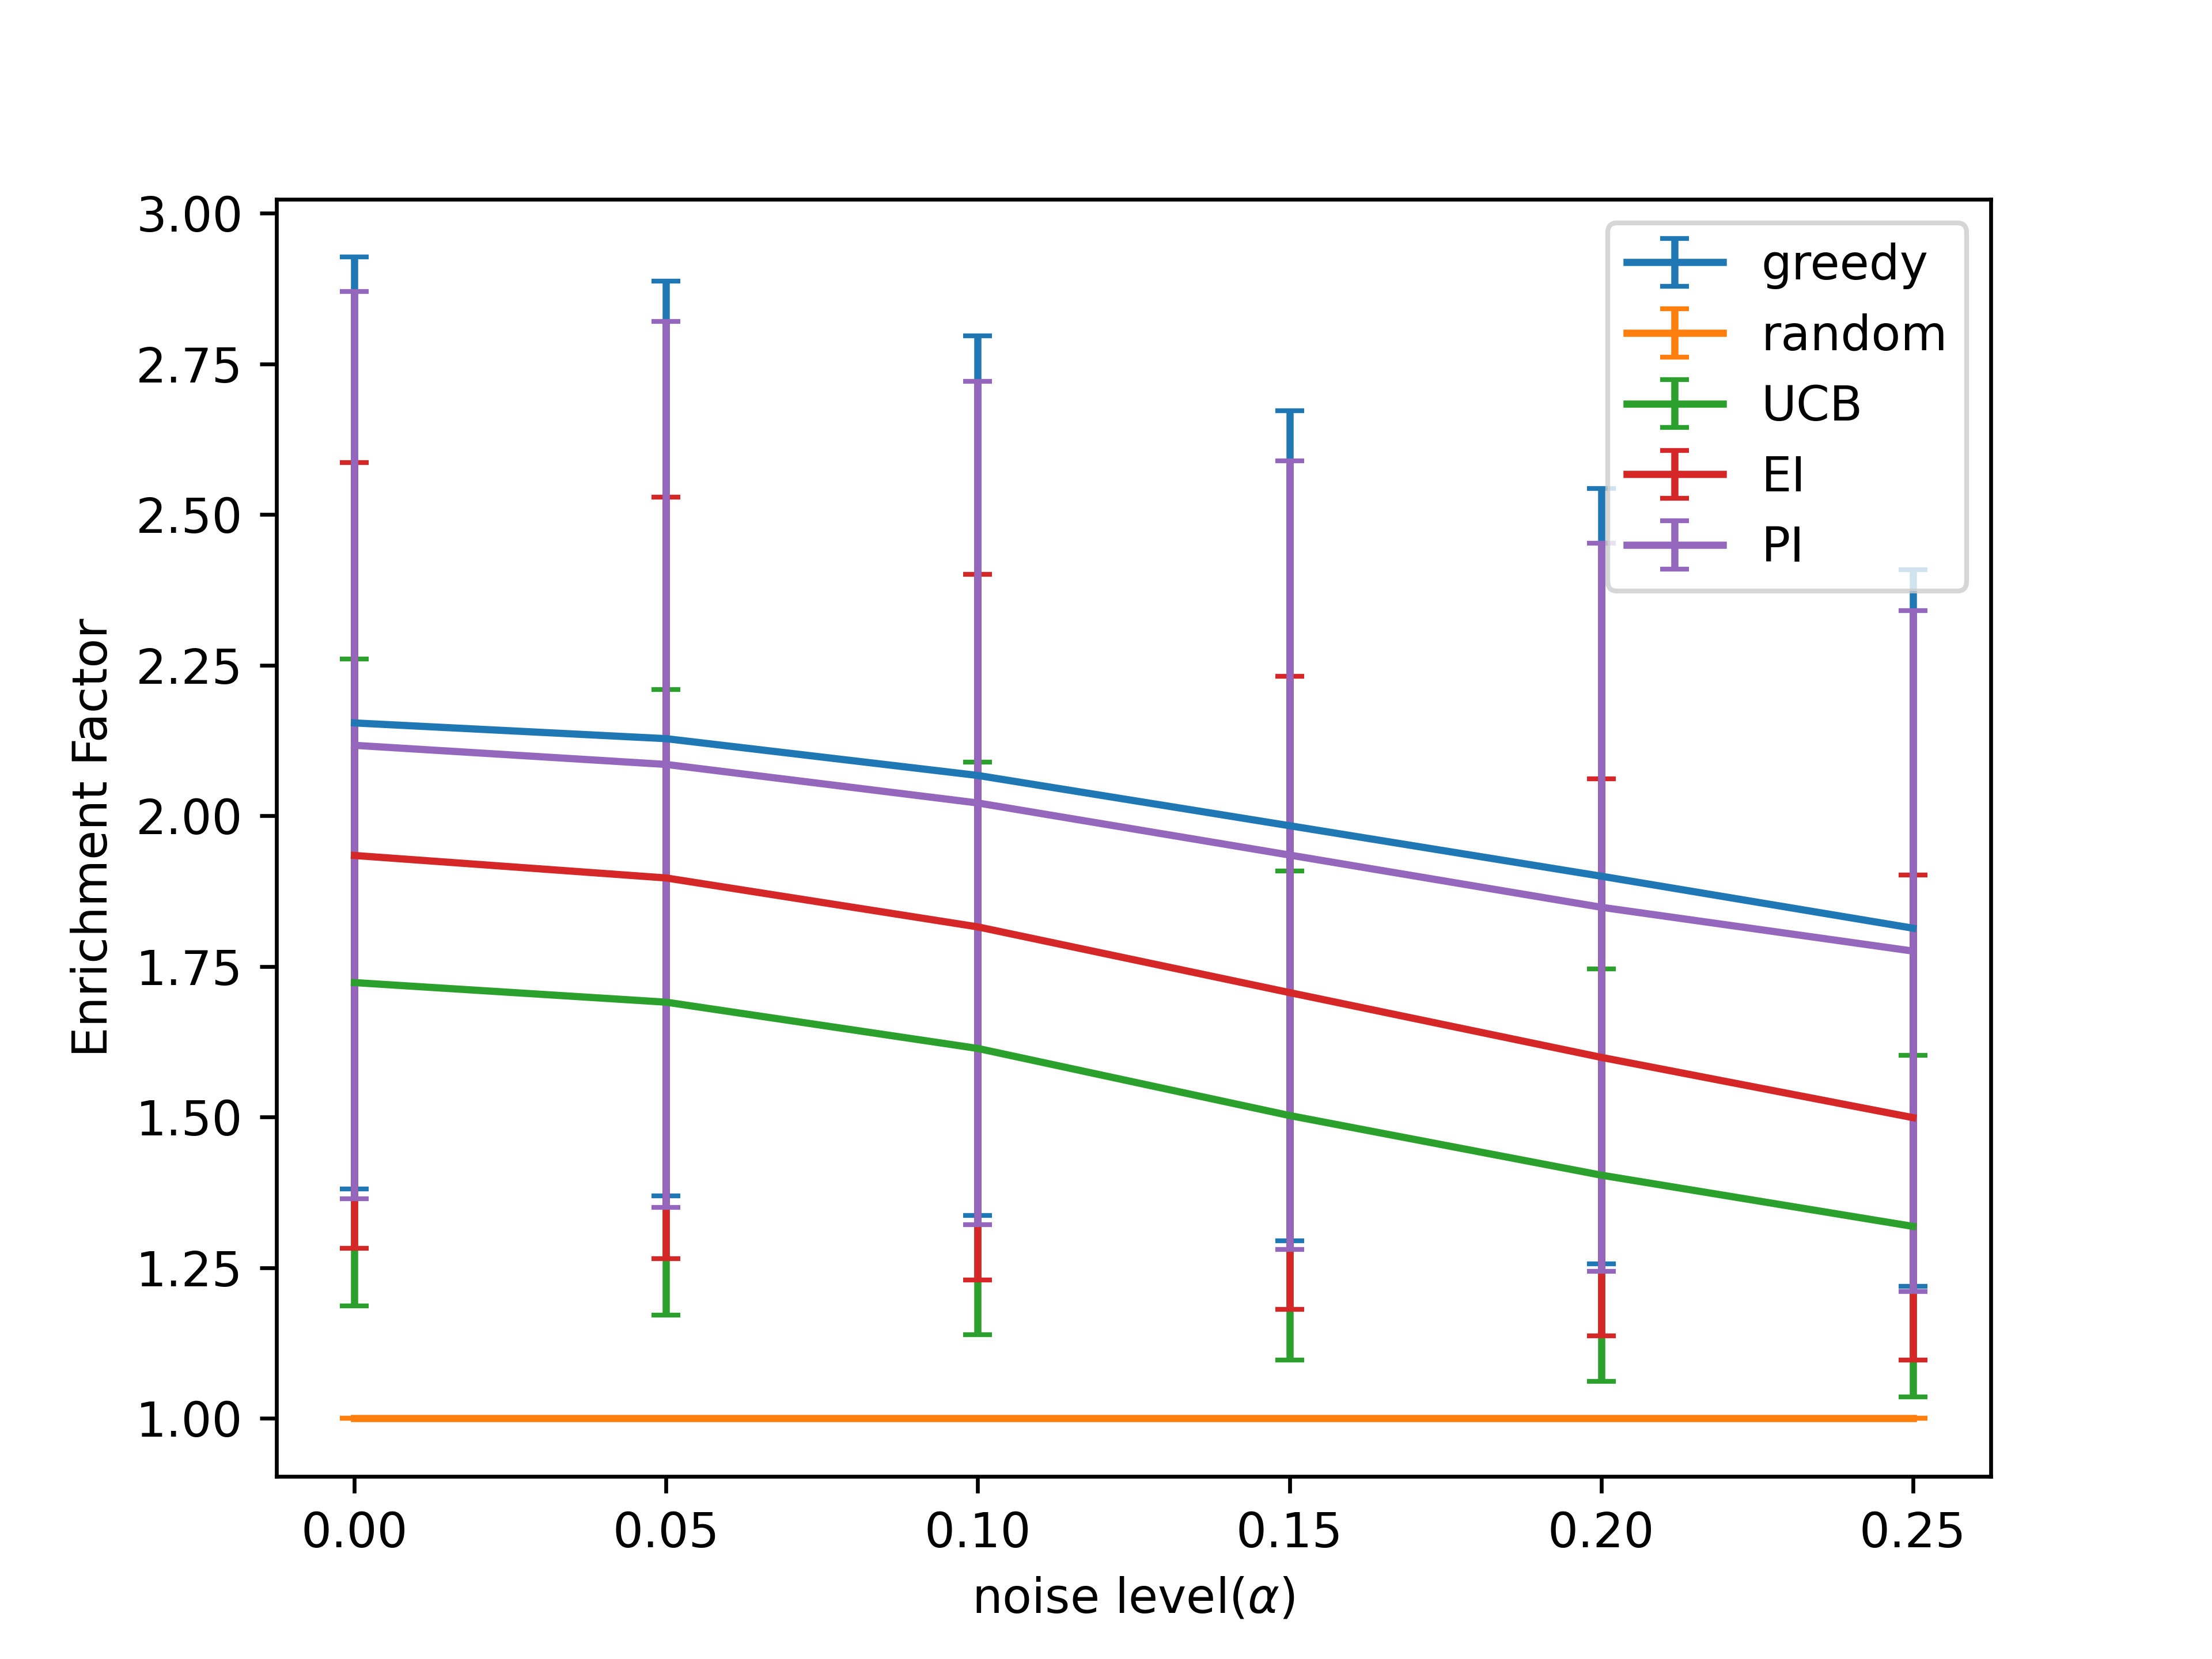 3.00
2.75
2.50
2.25
2.00
1.75
1.50
1.25
1.00
Enrichment Factor
greedy
random
UCB
EI
PI
0.00 0.05 0.10 0.15 0.20 0.25
noise level(α)